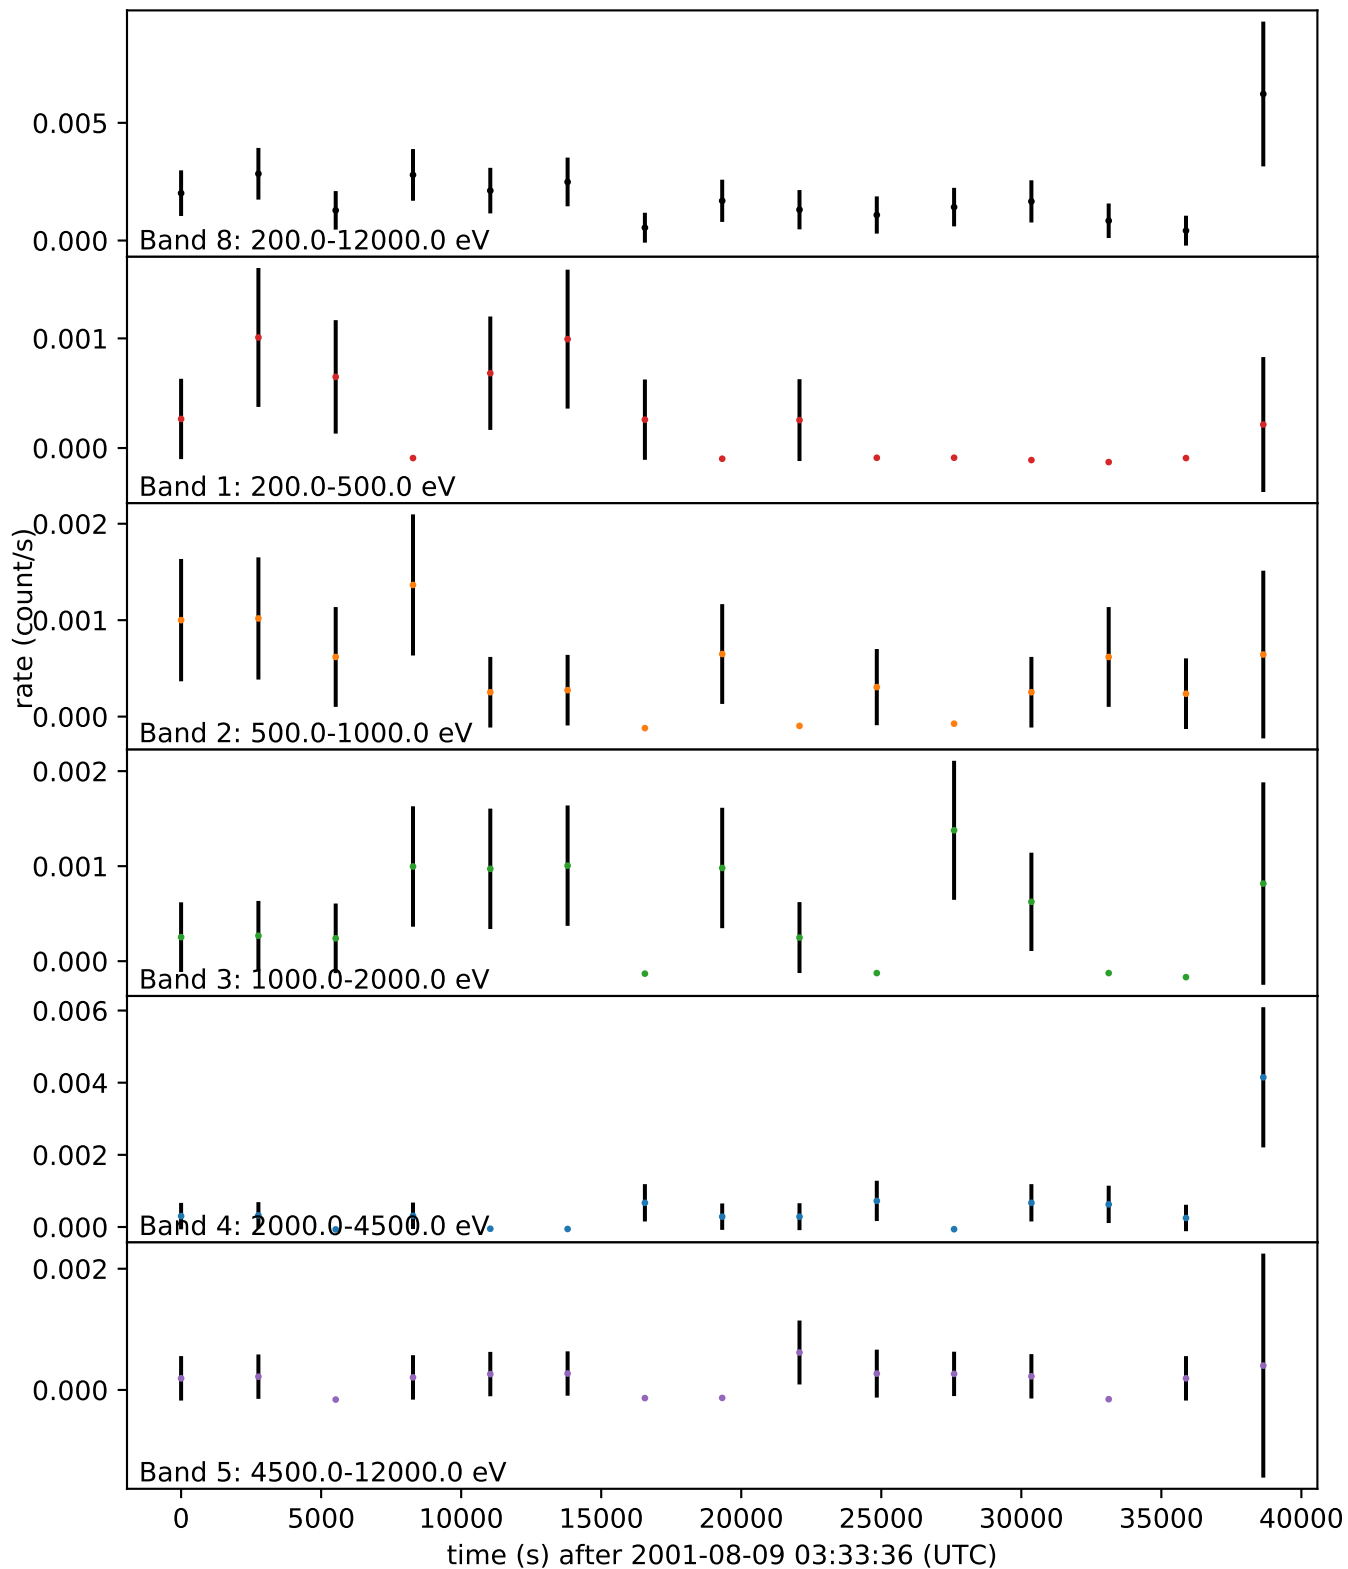 0.005
0.000
Band 8: 200.0-12000.0 eV
0.001
0.000
Band 1: 200.0-500.0 eV
rate (count/s)
0.002
0.001
0.000
Band 2: 500.0-1000.0 eV
0.002
0.001
0.000
Band 3: 1000.0-2000.0 eV
0.006
0.004
0.002
0.000
Band 4: 2000.0-4500.0 eV
0.002
0.000
Band 5: 4500.0-12000.0 eV
0 5000 10000 15000 20000 25000 30000 35000 40000
time (s) after 2001-08-09 03:33:36 (UTC)